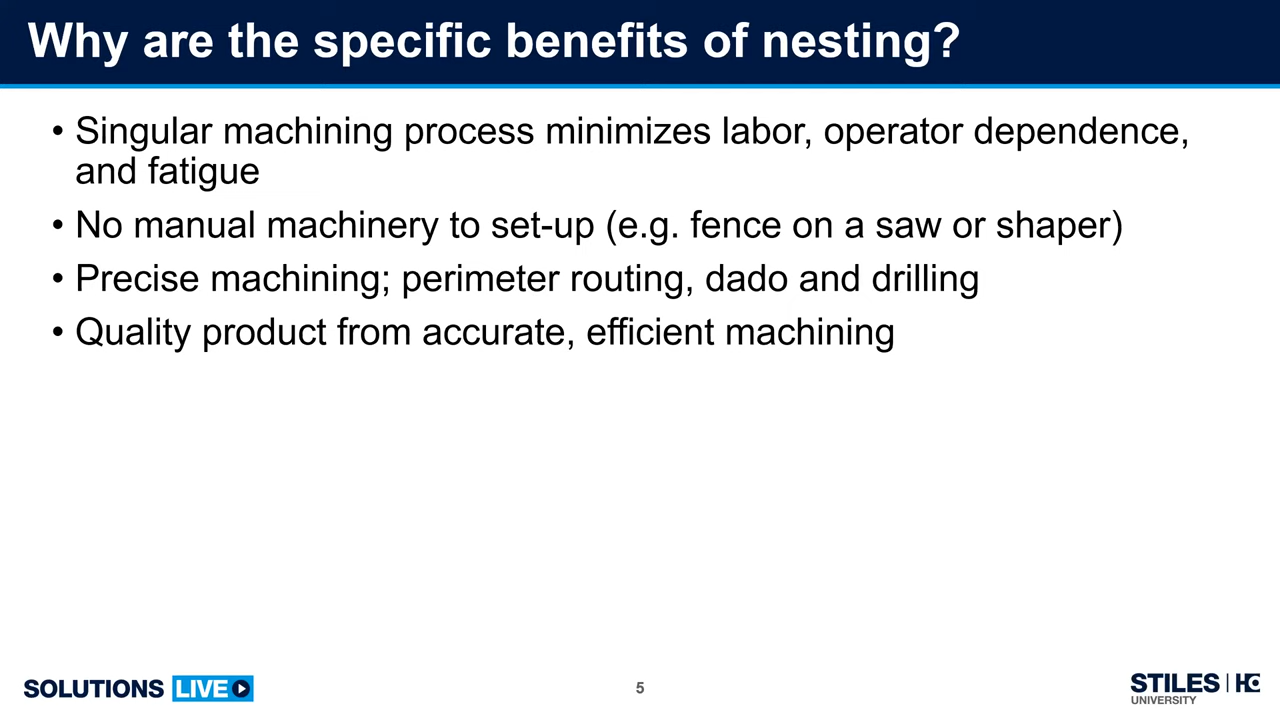 Why are the specific benefits of nesting?
• Singular machining process minimizes labor, operator dependence,
and fatigue
• No manual machinery to set-up (e.g. fence on a saw or shaper)
• Precise machining; perimeter routing, dado and drilling
• Quality product from accurate, efficient machining
SOLUTIONS LIVE
5
STILES
UNIVERSITY